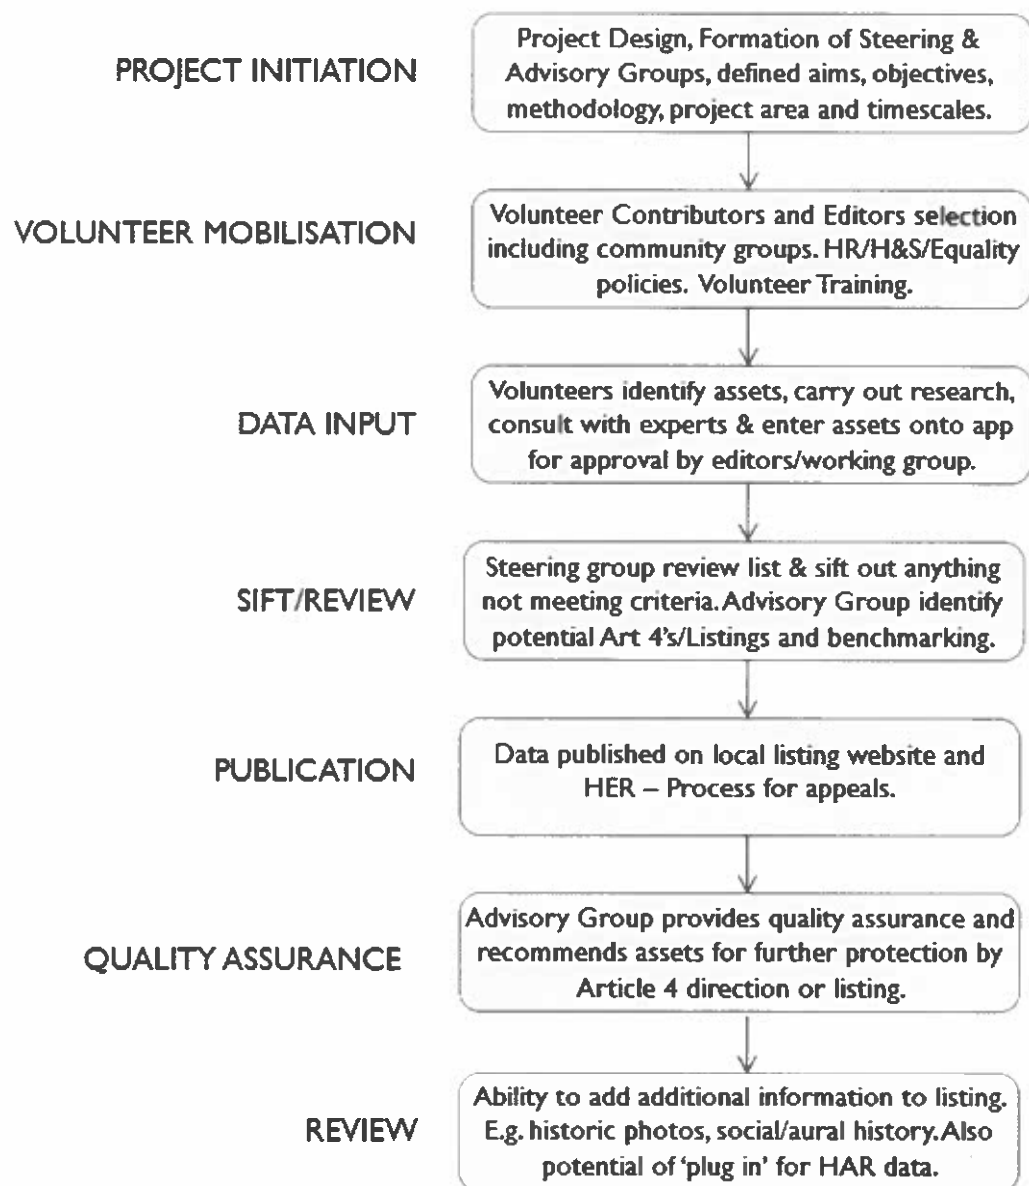 PROJECT INITIATION
Project Design, Formation of Steering &
Advisory Groups, defined aims, objectives,
methodology, project area and timescales.
VOLUNTEER MOBILISATION
Volunteer Contributors and Editors selection
including community groups. HR/H&S/Equality
policies. Volunteer Training.
DATA INPUT
Volunteers identify assets, carry out research,
consult with experts & enter assets onto app
for approval by editors/working group.
SIFT/REVIEW
Steering group review list & sift out anything
not meeting criteria. Advisory Group identify
potential Art 4's/Listings and benchmarking.
PUBLICATION
Data published on local listing website and
HER – Process for appeals.
QUALITY ASSURANCE
Advisory Group provides quality assurance and
recommends assets for further protection by
Article 4 direction or listing.
REVIEW
Ability to add additional information to listing.
E.g. historic photos, social/aural history. Also
potential of 'plug in' for HAR data.